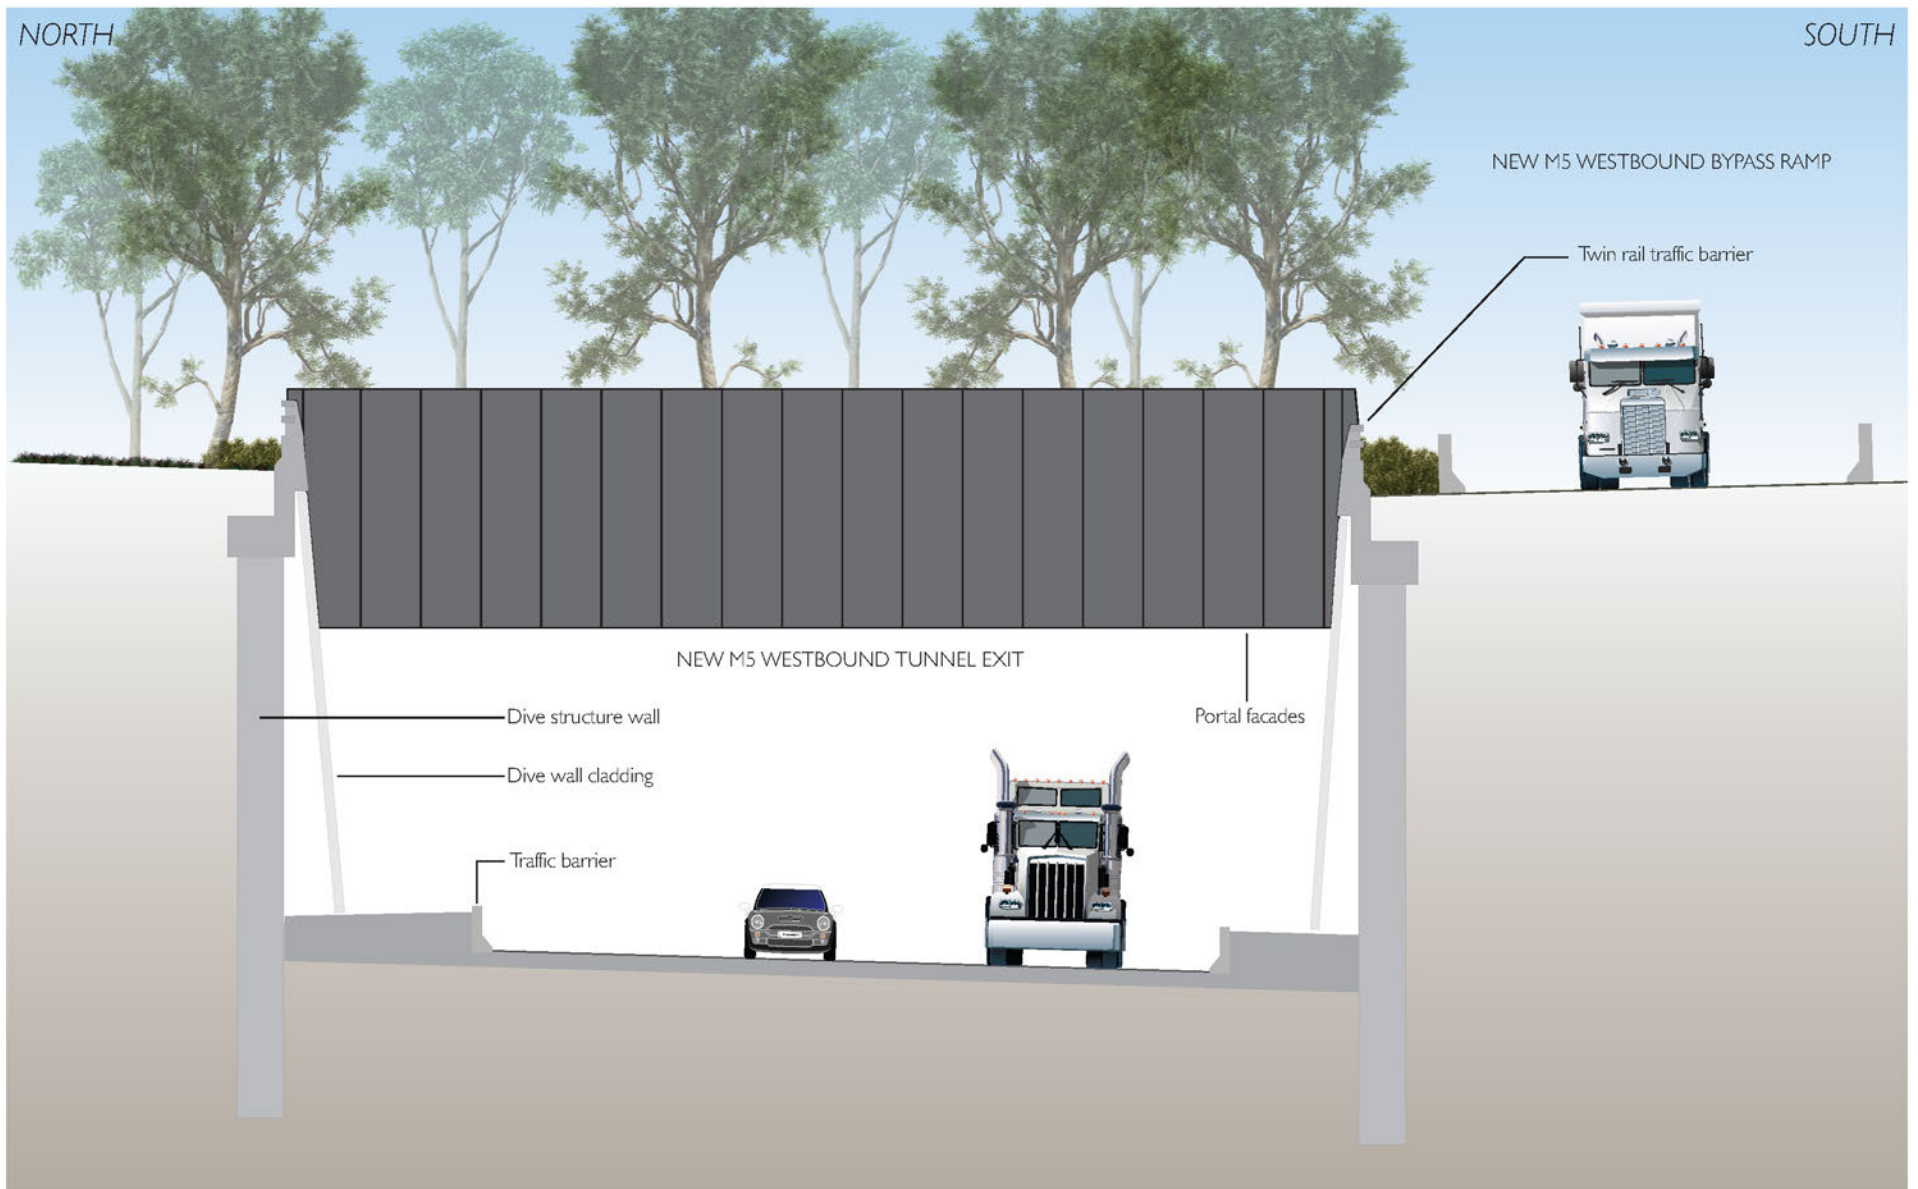 NORTH
SOUTH
NEW M5 WESTBOUND BYPASS RAMP
Twin rail traffic barrier
NEW M5 WESTBOUND TUNNEL EXIT
Dive structure wall
Portal facades
Dive wall cladding
Traffic barrier